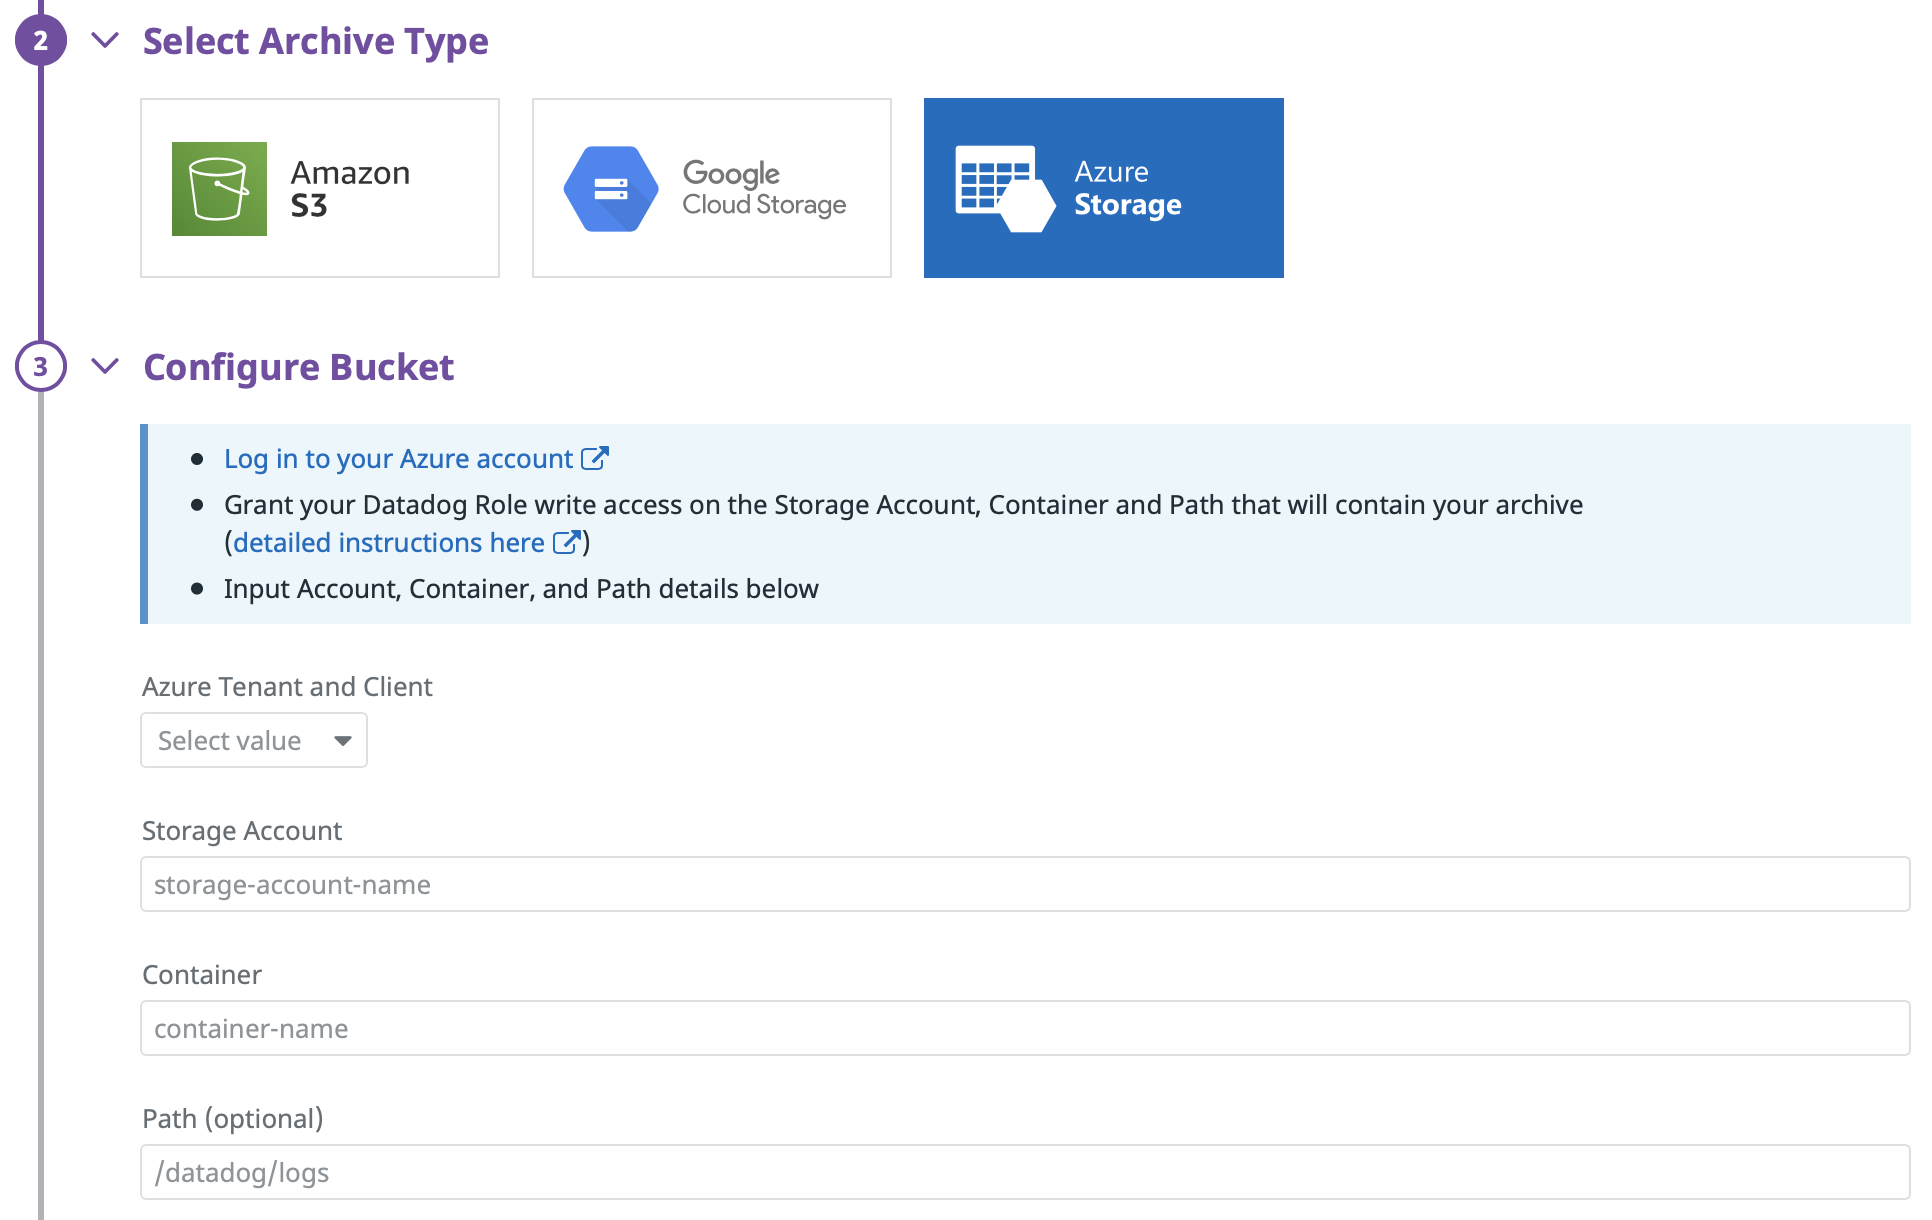 2
Select Archive Type
Amazon
S3
Google
Cloud Storage
Azure
Storage
3
Configure Bucket
Log in to your Azure account
Grant your Datadog Role write access on the Storage Account, Container and Path that will contain your archive
(detailed instructions here )
Input Account, Container, and Path details below
Azure Tenant and Client
Select value
Storage Account
storage-account-name
Container
container-name
Path (optional)
/datadog/logs